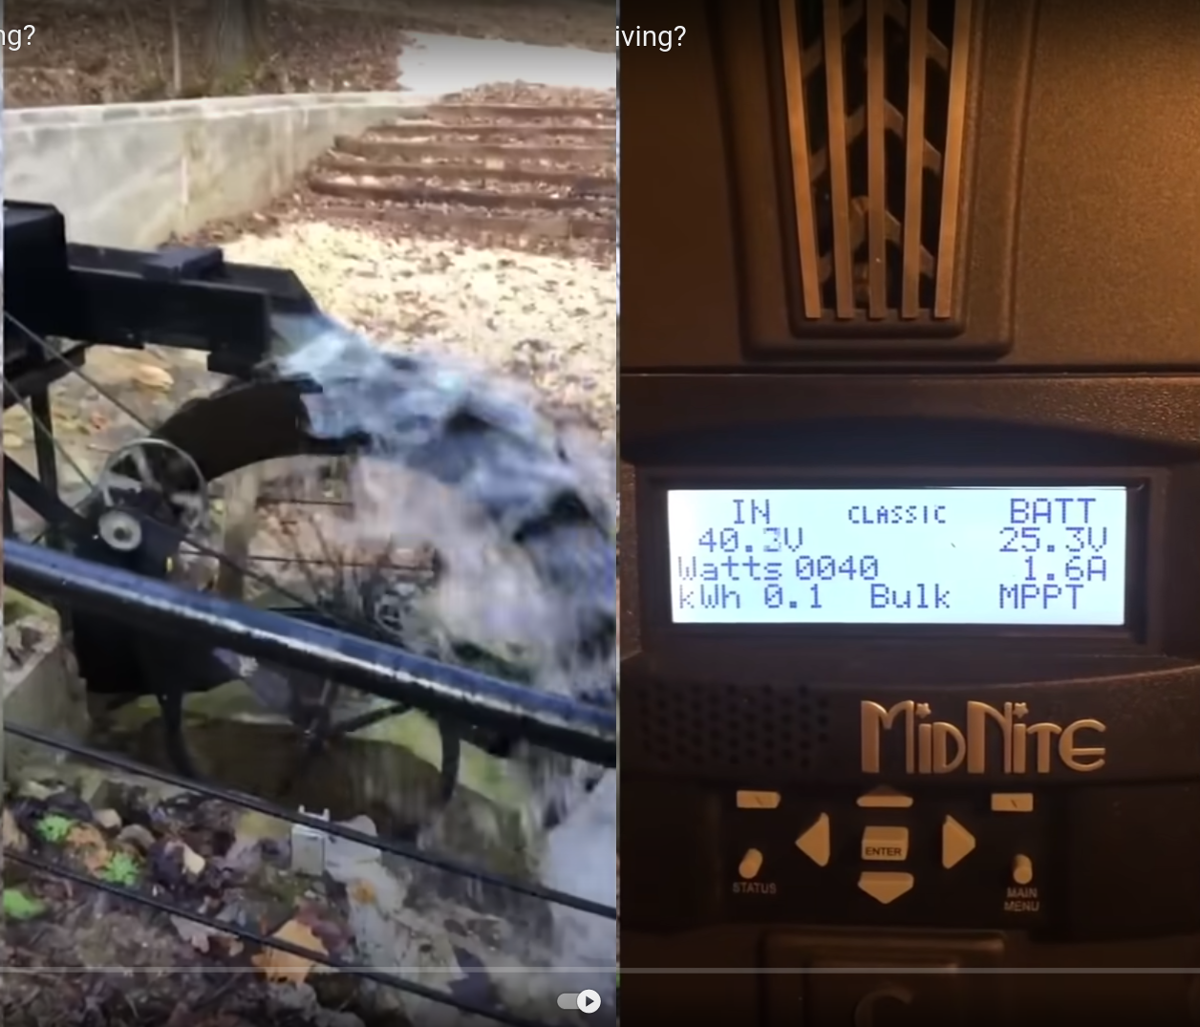 ng?
iving?
IN CLASSIC BATT
40.3V 25.3V
Watts 0040 1.6A
kWh 0.1 Bulk MPPT
MidNiTE
ENTER
STATUS
MAIN
MENU